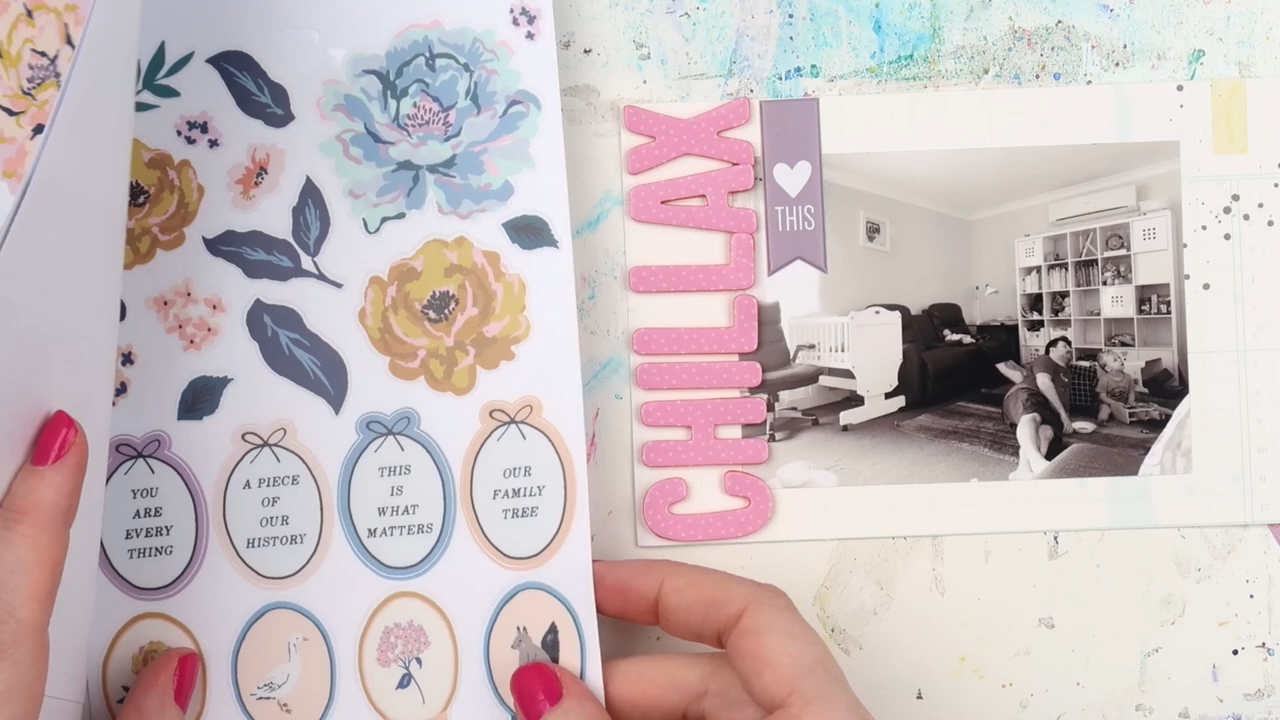 YOU
ARE
EVERY
THING
A PIECE
OF
OUR
HISTORY
THIS
IS
WHAT
MATTERS
OUR
FAMILY
TREE
CHILLAX
THIS